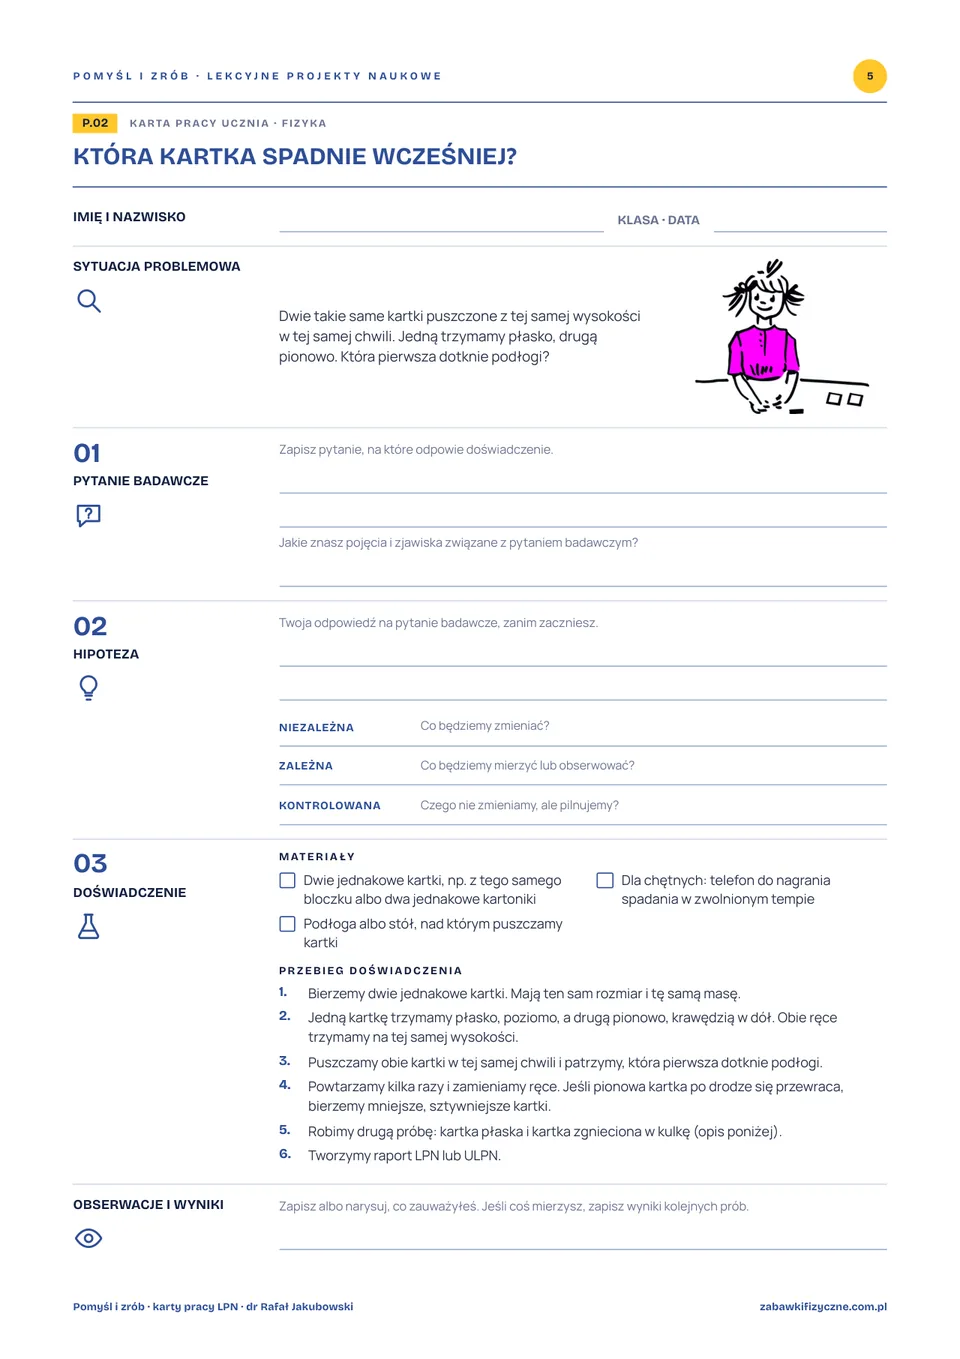 POMYŚL I ZRÓB · LEKCYJNE PROJEKTY NAUKOWE
5
P.02 KARTA PRACY UCZNIA · FIZYKA
KTÓRA KARTKA SPADNIE WCZEŚNIEJ?
IMIĘ I NAZWISKO
KLASA · DATA
SYTUACJA PROBLEMOWA
Dwie takie same kartki puszczone z tej samej wysokości
w tej samej chwili. Jedną trzymamy płasko, drugą
pionowo. Która pierwsza dotknie podłogi?
01
PYTANIE BADAWCZE
Zapisz pytanie, na które odpowie doświadczenie.
Jakie znasz pojęcia i zjawiska związane z pytaniem badawczym?
02
HIPOTEZA
Twoja odpowiedź na pytanie badawcze, zanim zaczniesz.
NIEZALEŻNA Co będziemy zmieniać?
ZALEŻNA Co będziemy mierzyć lub obserwować?
KONTROLOWANA Czego nie zmieniamy, ale pilnujemy?
03
DOŚWIADCZENIE
MATERIAŁY
Dwie jednakowe kartki, np. z tego samego
bloczku albo dwa jednakowe kartoniki
Podłoga albo stół, nad którym puszczamy
kartki
Dla chętnych: telefon do nagrania
spadania w zwolnionym tempie
PRZEBIEG DOŚWIADCZENIA
1. Bierzemy dwie jednakowe kartki. Mają ten sam rozmiar i tę samą masę.
2. Jedną kartkę trzymamy płasko, poziomo, a drugą pionowo, krawędzią w dół. Obie ręce
trzymamy na tej samej wysokości.
3. Puszczamy obie kartki w tej samej chwili i patrzymy, która pierwsza dotknie podłogi.
4. Powtarzamy kilka razy i zamieniamy ręce. Jeśli pionowa kartka po drodze się przewraca,
bierzemy mniejsze, sztywniejsze kartki.
5. Robimy drugą próbę: kartka płaska i kartka zgnieciona w kulkę (opis poniżej).
6. Tworzymy raport LPN lub ULPN.
OBSERWACJE I WYNIKI
Zapisz albo narysuj, co zauważyłeś. Jeśli coś mierzysz, zapisz wyniki kolejnych prób.
Pomyśl i zrób · karty pracy LPN · dr Rafał Jakubowski
zabawkifizyczne.com.pl